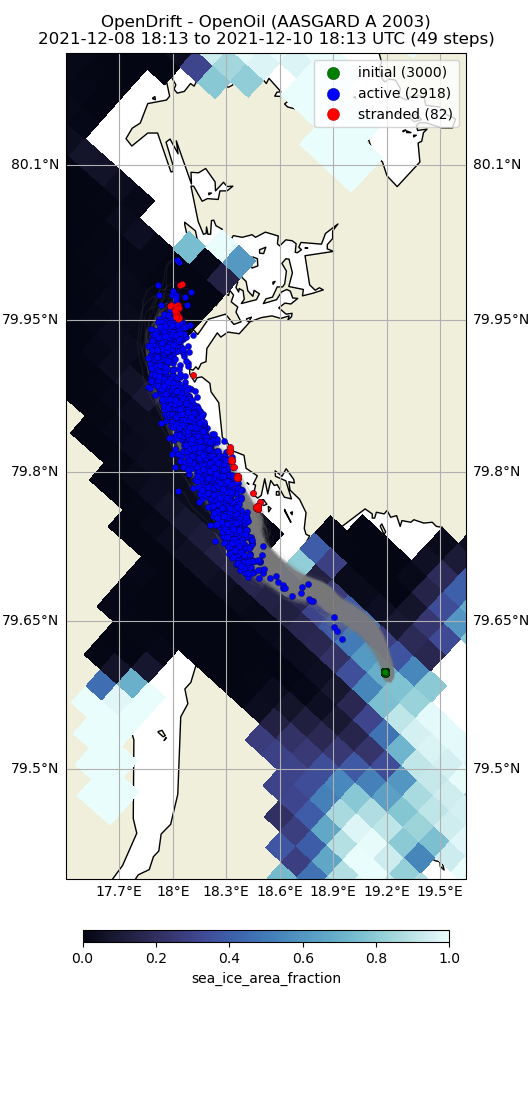 OpenDrift - OpenOil (AASGARD A 2003)
2021-12-08 18:13 to 2021-12-10 18:13 UTC (49 steps)
initial (3000)
active (2918)
stranded (82)
80.1°N 80.1°N
79.95°N 79.95°N
79.8°N 79.8°N
79.65°N 79.65°N
79.5°N 79.5°N
17.7°E 18°E 18.3°E 18.6°E 18.9°E 19.2°E 19.5°E
0.0 0.2 0.4 0.6 0.8 1.0
sea_ice_area_fraction